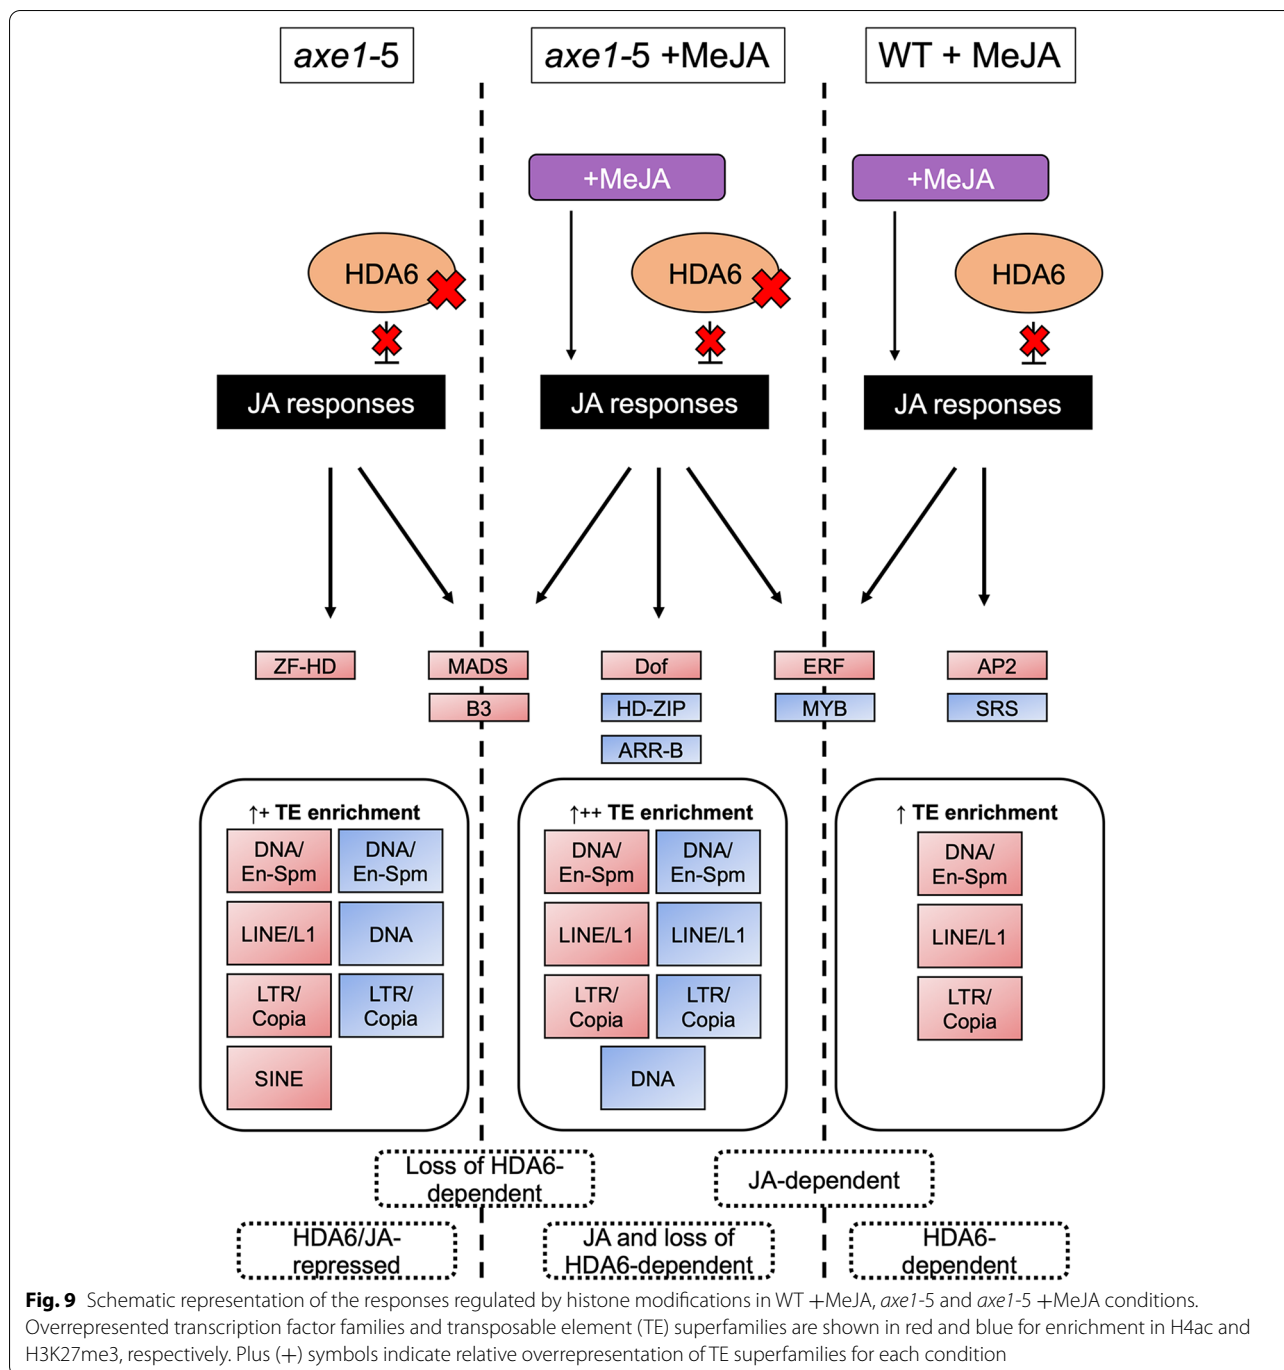 axe1-5
axe1-5 +MeJA
WT + MeJA
+MeJA
+MeJA
HDA6
HDA6
HDA6
JA responses
JA responses
JA responses
ZF-HD
MADS
Dof
ERF
AP2
B3
HD-ZIP
MYB
SRS
ARR-B
↑+ TE enrichment
DNA/
En-Spm
DNA/
En-Spm
LINE/L1
DNA
LTR/
Copia
LTR/
Copia
SINE
↑++ TE enrichment
DNA/
En-Spm
DNA/
En-Spm
LINE/L1
LINE/L1
LTR/
Copia
LTR/
Copia
DNA
↑ TE enrichment
DNA/
En-Spm
LINE/L1
LTR/
Copia
Loss of HDA6-
dependent
JA-dependent
HDA6/JA-
repressed
JA and loss of
HDA6-dependent
HDA6-
dependent
Fig. 9 Schematic representation of the responses regulated by histone modifications in WT +MeJA, axe1-5 and axe1-5 +MeJA conditions.
Overrepresented transcription factor families and transposable element (TE) superfamilies are shown in red and blue for enrichment in H4ac and
H3K27me3, respectively. Plus (+) symbols indicate relative overrepresentation of TE superfamilies for each condition